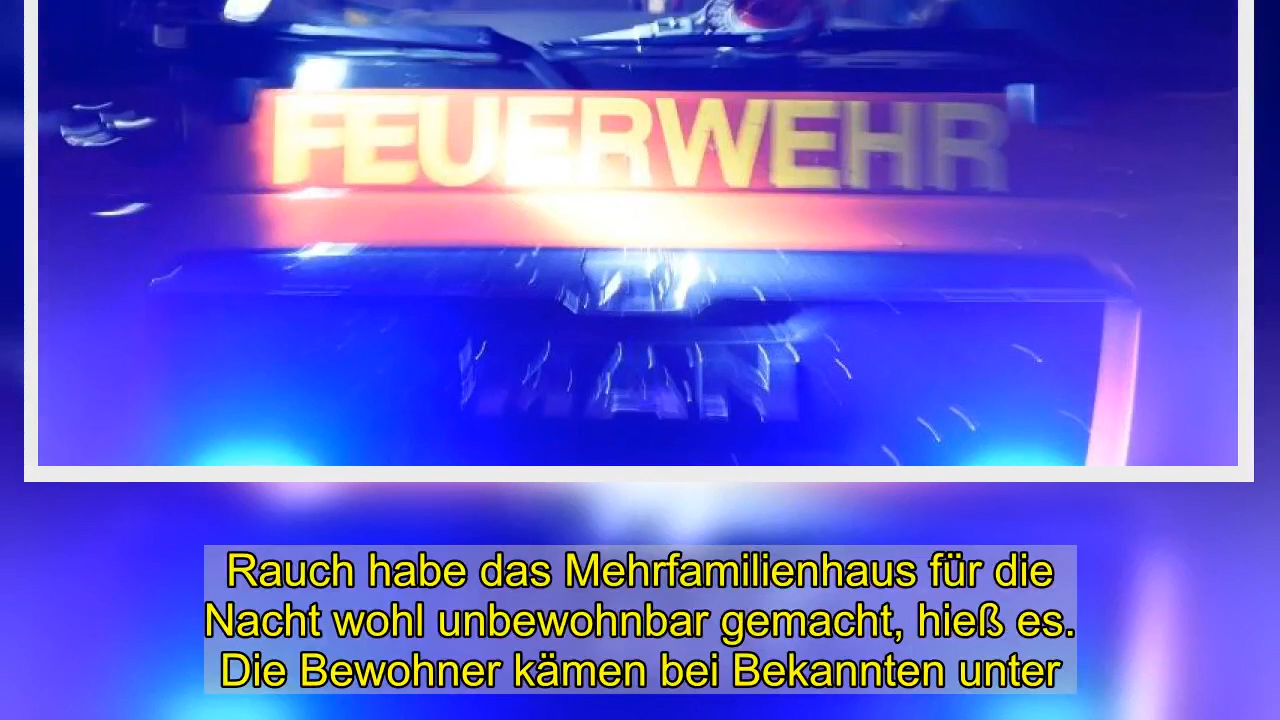 FEUERWEHR
Rauch habe das Mehrfamilienhaus für die
Nacht wohl unbewohnbar gemacht, hieß es.
Die Bewohner kämen bei Bekannten unter